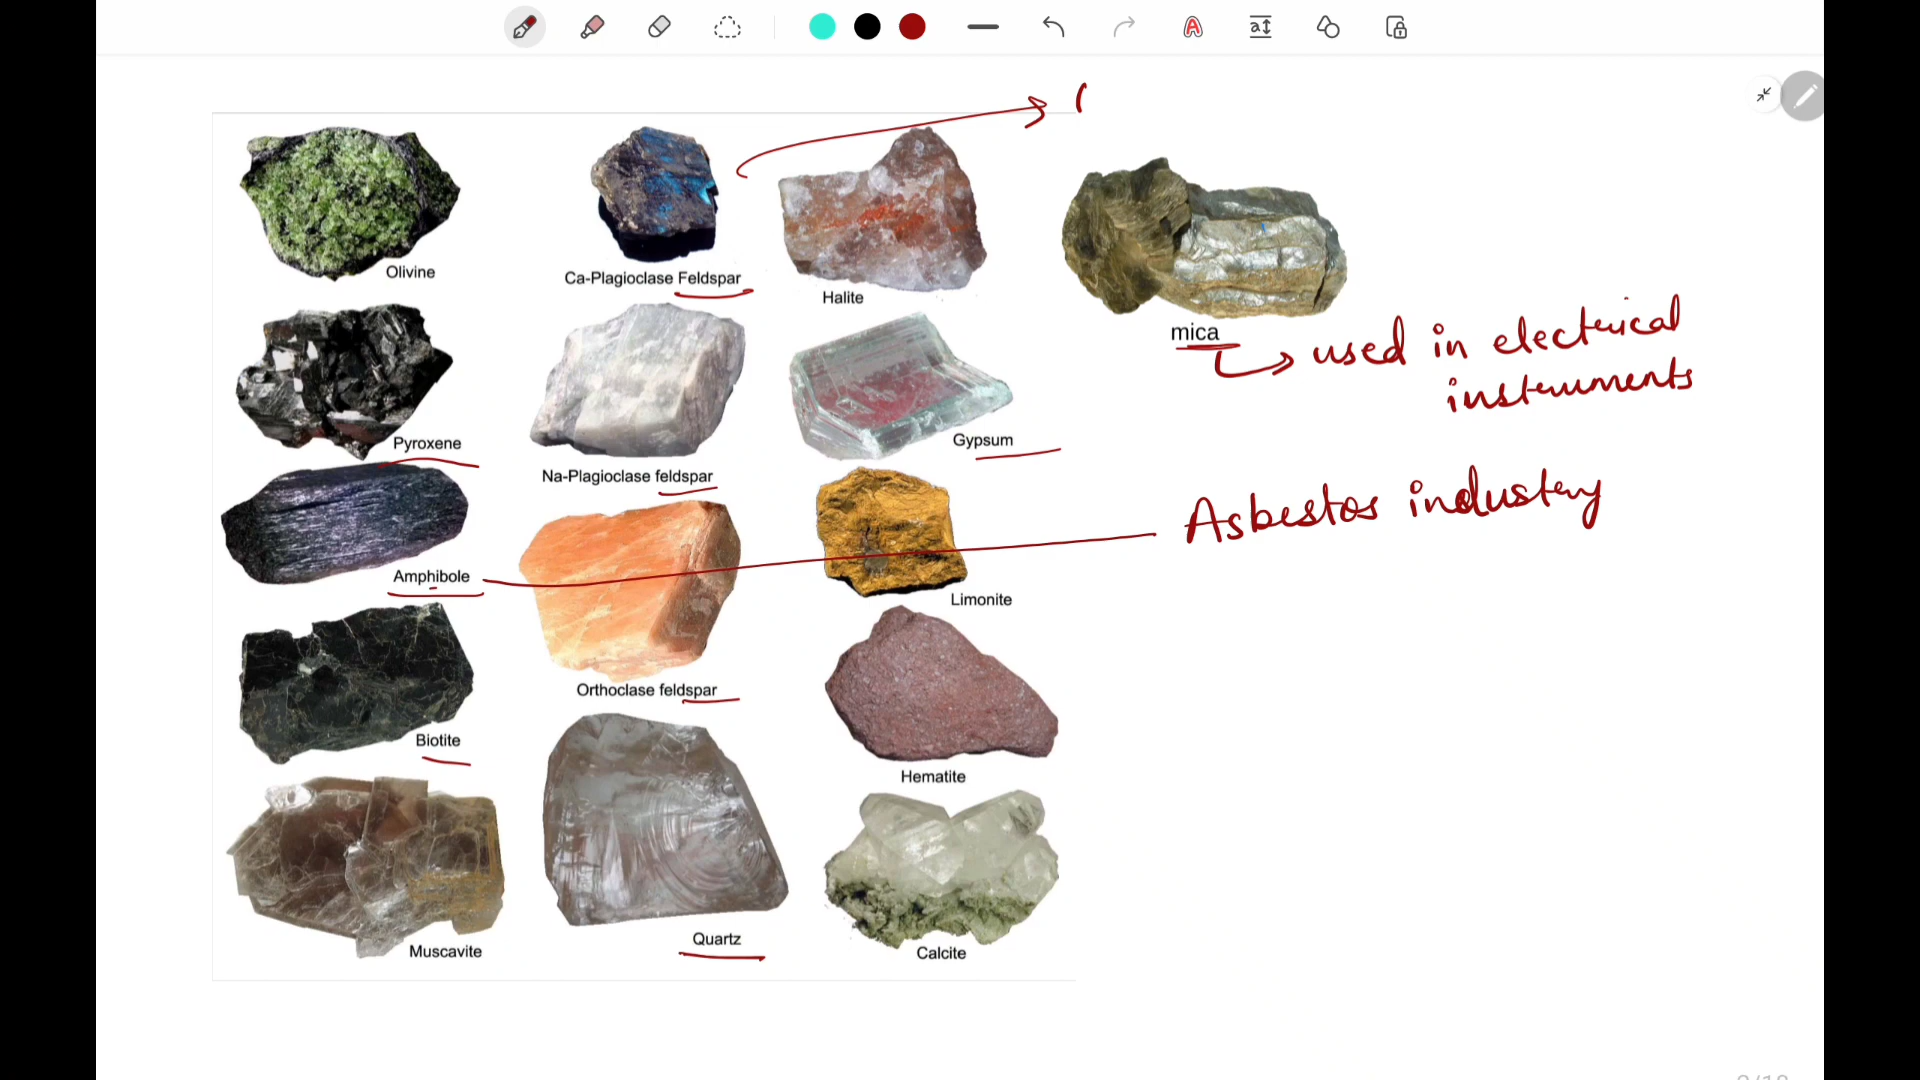 Olivine
Ca-Plagioclase Feldspar
Halite
mica
used in electrical
instruments
Pyroxene
Na-Plagioclase feldspar
Gypsum
Asbestos industry
Amphibole
Limonite
Orthoclase feldspar
Biotite
Hematite
Muscavite
Quartz
Calcite